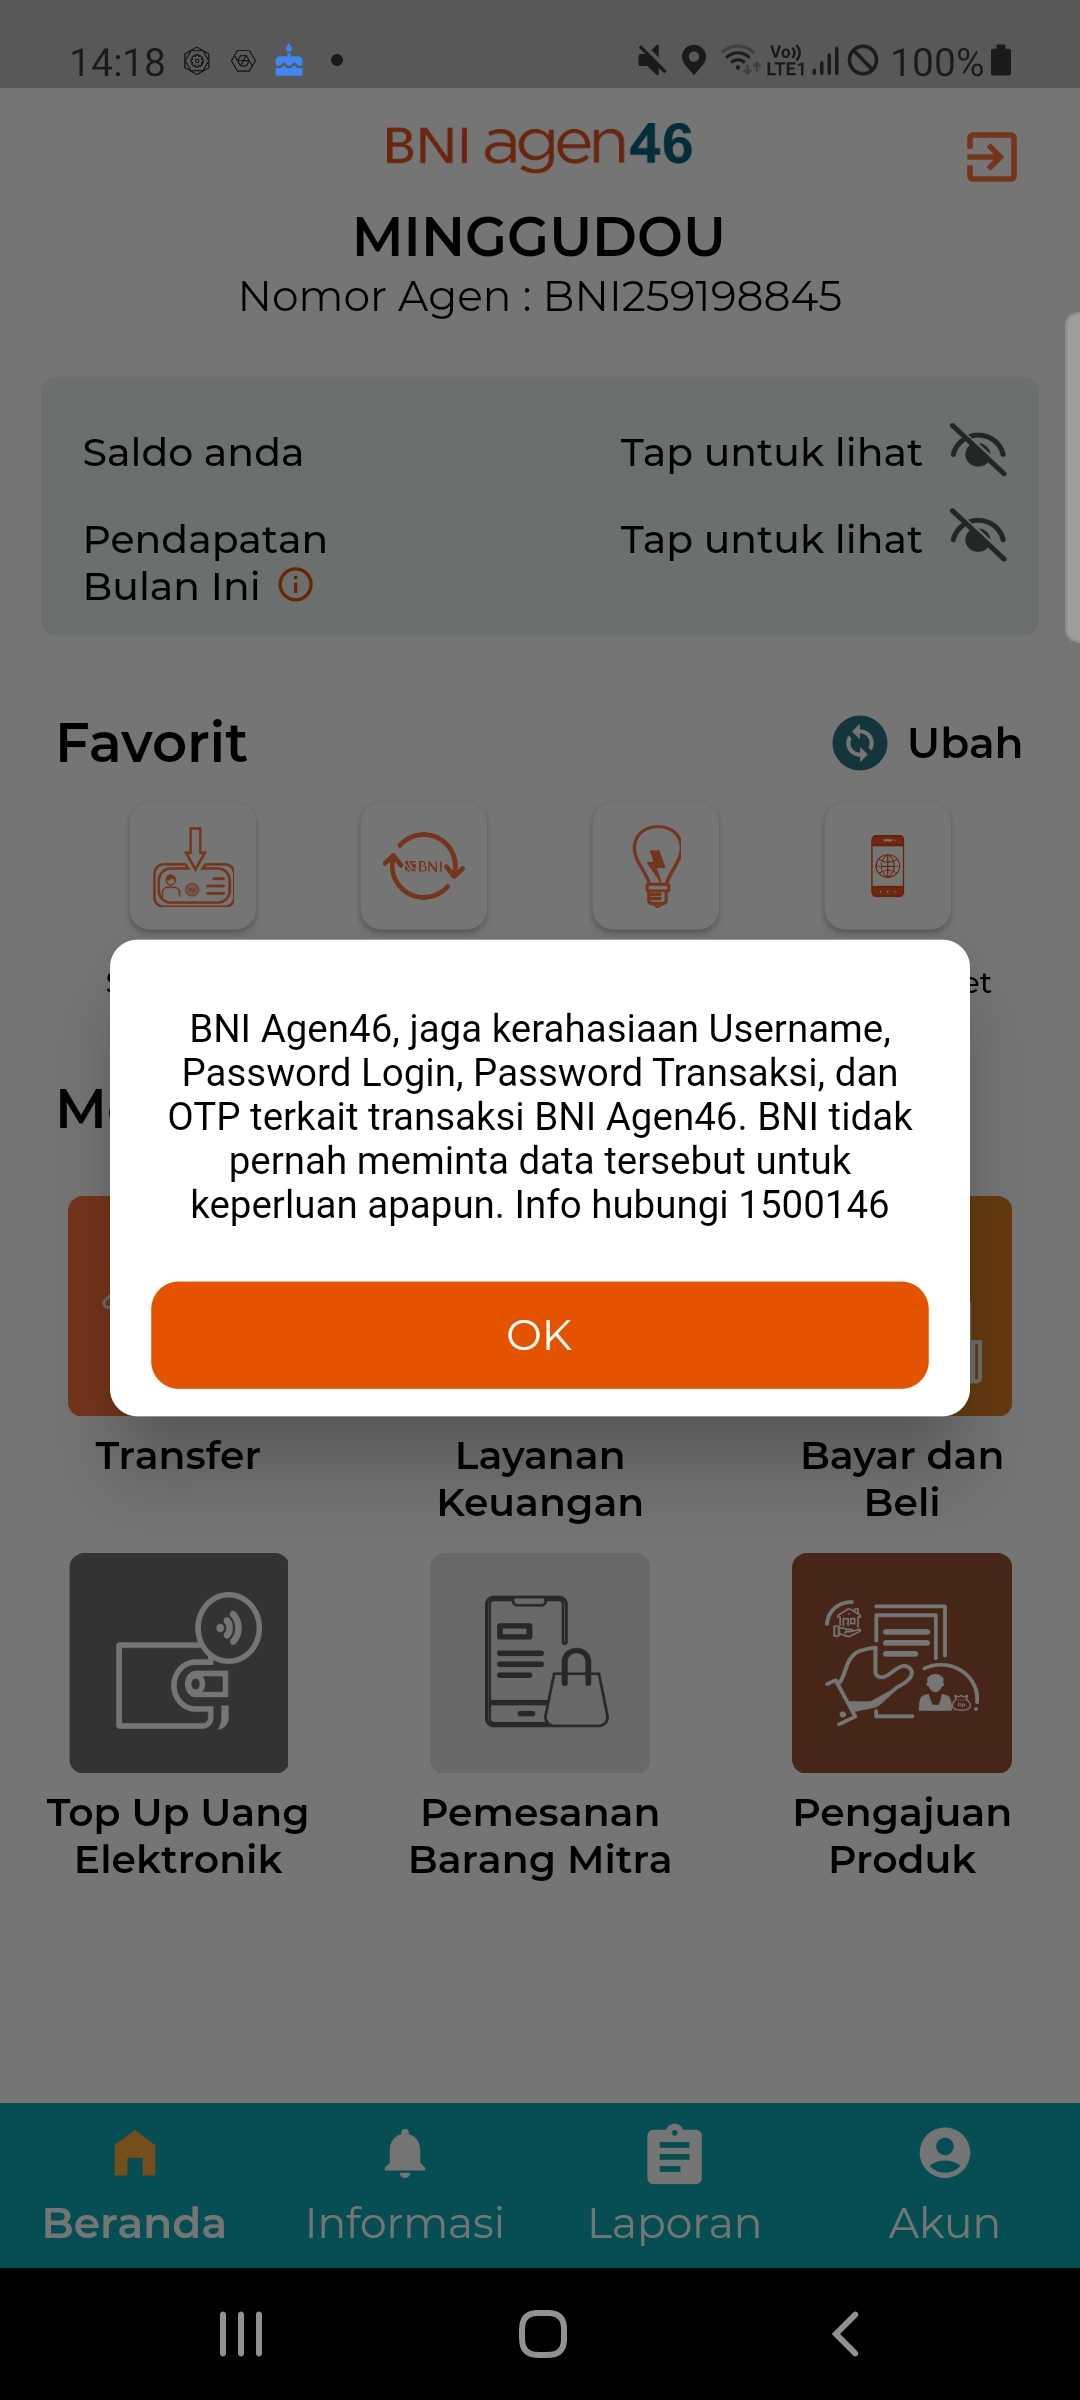 14:18
Vo))
LTE1
100%
BNI agen46
MINGGUDOU
Nomor Agen : BNI259198845
Saldo anda
Tap untuk lihat
Pendapatan
Bulan Ini
Tap untuk lihat
Favorit
Ubah
BNI
BNI Agen46, jaga kerahasiaan Username,
Password Login, Password Transaksi, dan
OTP terkait transaksi BNI Agen46. BNI tidak
pernah meminta data tersebut untuk
keperluan apapun. Info hubungi 1500146
OK
Transfer
Layanan
Keuangan
Bayar dan
Beli
Top Up Uang
Elektronik
Pemesanan
Barang Mitra
Pengajuan
Produk
Beranda
Informasi
Laporan
Akun